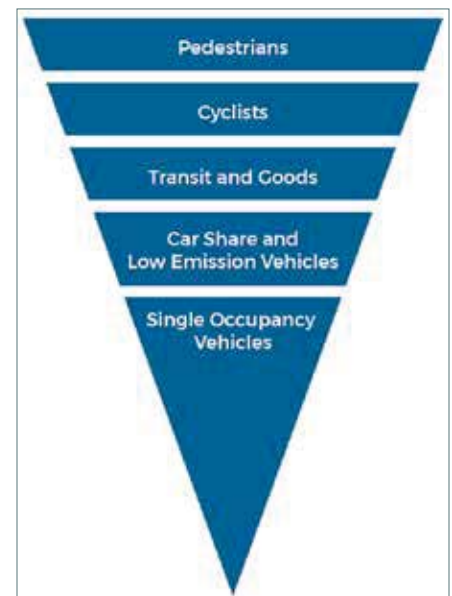 Pedestrians
Cyclists
Transit and Goods
Car Share and
Low Emission Vehicles
Single Occupancy
Vehicles